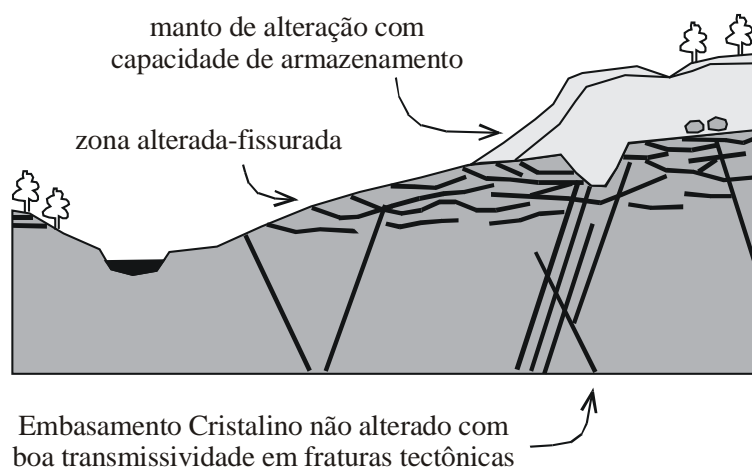 manto de alteração com
capacidade de armazenamento
zona alterada-fissurada
Embasamento Cristalino não alterado com
boa transmissividade em fraturas tectônicas